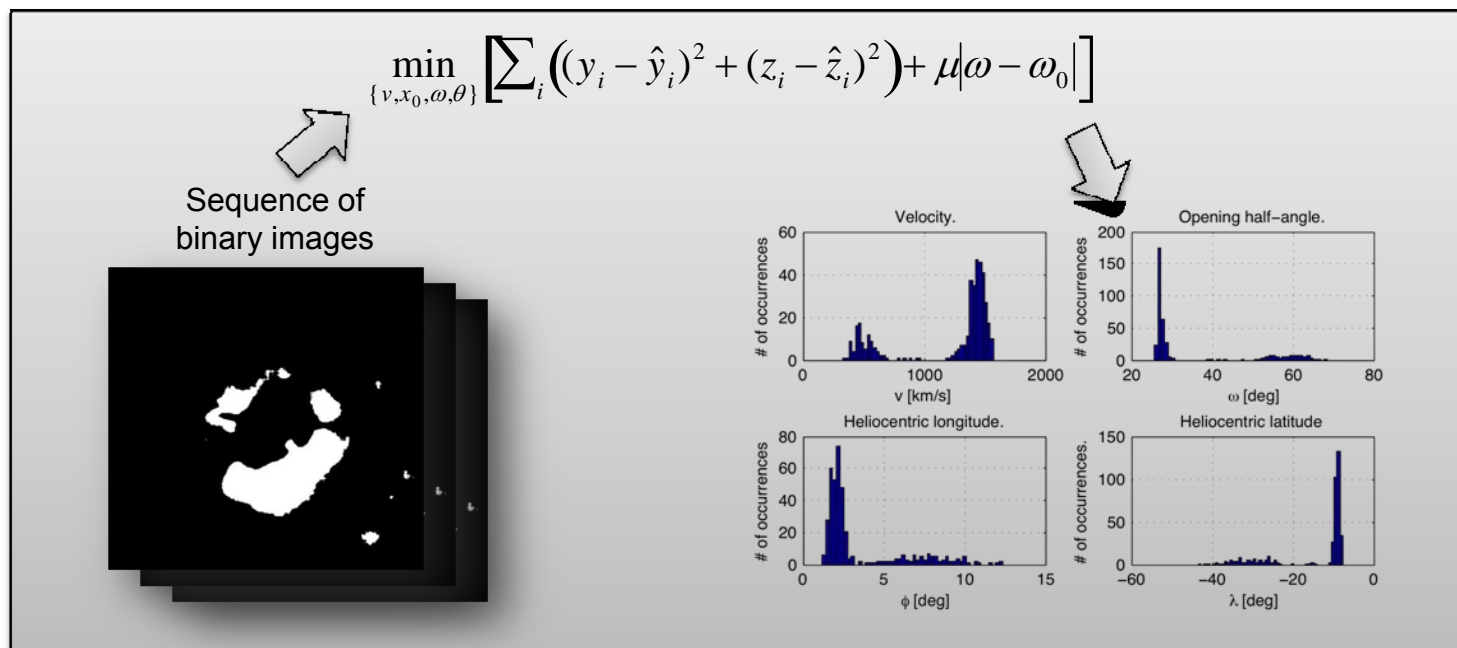 min
{v,x₀,ω,θ} [∑ᵢ((yᵢ − ŷᵢ)² + (zᵢ − ẑᵢ)²) + μ|ω − ω₀|]
Sequence of
binary images
Velocity.
# of occurrences
60
40
20
0
0 1000 2000
v [km/s]
Opening half−angle.
# of occurrences
200
150
100
50
0
20 40 60 80
ω [deg]
Heliocentric longitude.
# of occurrences
80
60
40
20
0
0 5 10 15
ϕ [deg]
Heliocentric latitude
# of occurrences.
150
100
50
0
−60 −40 −20 0
λ [deg]